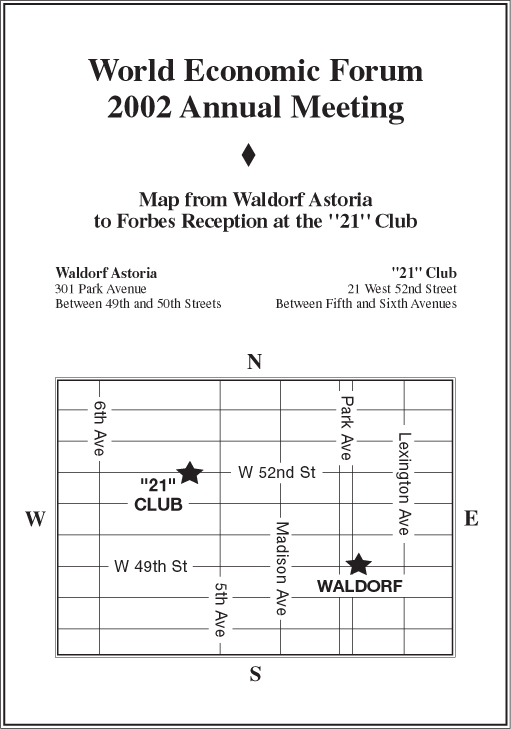 World Economic Forum
2002 Annual Meeting
Map from Waldorf Astoria
to Forbes Reception at the "21" Club
Waldorf Astoria
301 Park Avenue
Between 49th and 50th Streets
"21" Club
21 West 52nd Street
Between Fifth and Sixth Avenues
N
6th Ave
Park Ave
Lexington Ave
W 52nd St
"21"
CLUB
W
E
Madison Ave
W 49th St
5th Ave
WALDORF
S